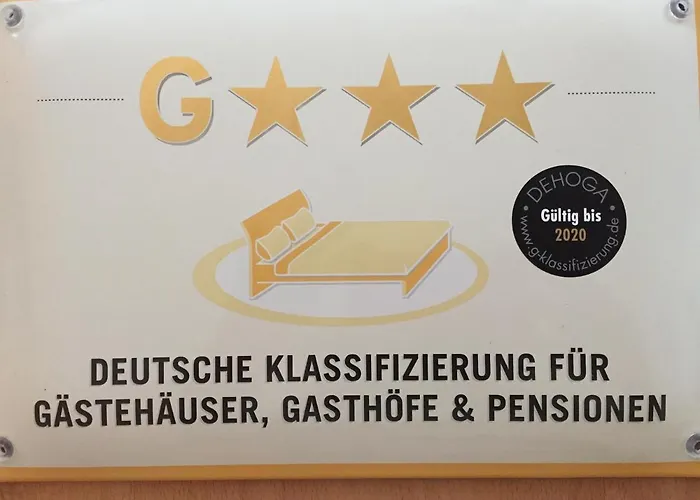 G★★★
DEHOGA
Gültig bis
2020
www.g-klassifizierung.de
DEUTSCHE KLASSIFIZIERUNG FÜR
GÄSTEHÄUSER, GASTHÖFE & PENSIONEN